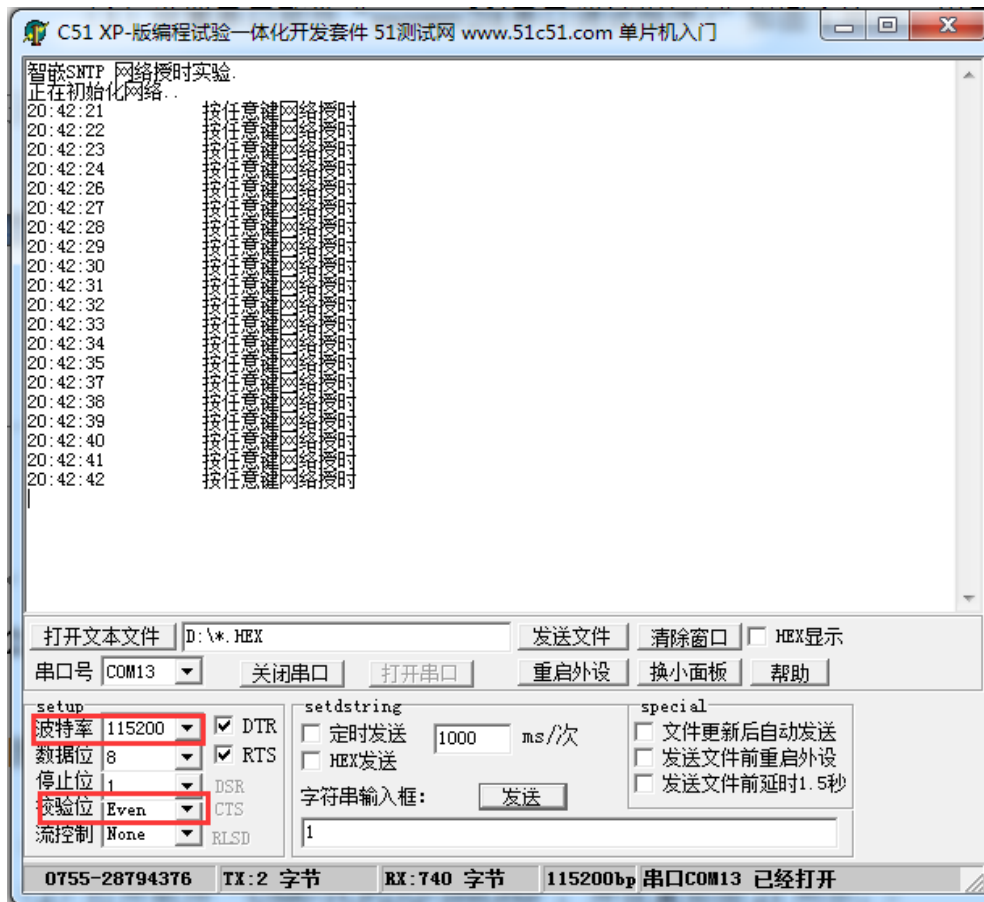 C51 XP-版编程试验一体化开发套件 51测试网 www.51c51.com 单片机入门
智嵌SNTP 网络授时实验.
正在初始化网络..
20:42:21 按任意键网络授时
20:42:22 按任意键网络授时
20:42:23 按任意键网络授时
20:42:24 按任意键网络授时
20:42:26 按任意键网络授时
20:42:27 按任意键网络授时
20:42:28 按任意键网络授时
20:42:29 按任意键网络授时
20:42:30 按任意键网络授时
20:42:31 按任意键网络授时
20:42:32 按任意键网络授时
20:42:33 按任意键网络授时
20:42:34 按任意键网络授时
20:42:35 按任意键网络授时
20:42:37 按任意键网络授时
20:42:38 按任意键网络授时
20:42:39 按任意键网络授时
20:42:40 按任意键网络授时
20:42:41 按任意键网络授时
20:42:42 按任意键网络授时
打开文本文件 D:\*.HEX 发送文件 清除窗口 HEX显示
串口号 COM13 关闭串口 打开串口 重启外设 换小面板 帮助
setup
波特率 115200 DTR
数据位 8 RTS
停止位 1 DSR
校验位 Even CTS
流控制 None RLSD
setdstring
定时发送 1000 ms//次
HEX发送
字符串输入框: 发送
1
special
文件更新后自动发送
发送文件前重启外设
发送文件前延时1.5秒
0755-28794376 TX:2 字节 RX:740 字节 115200bp 串口COM13 已经打开